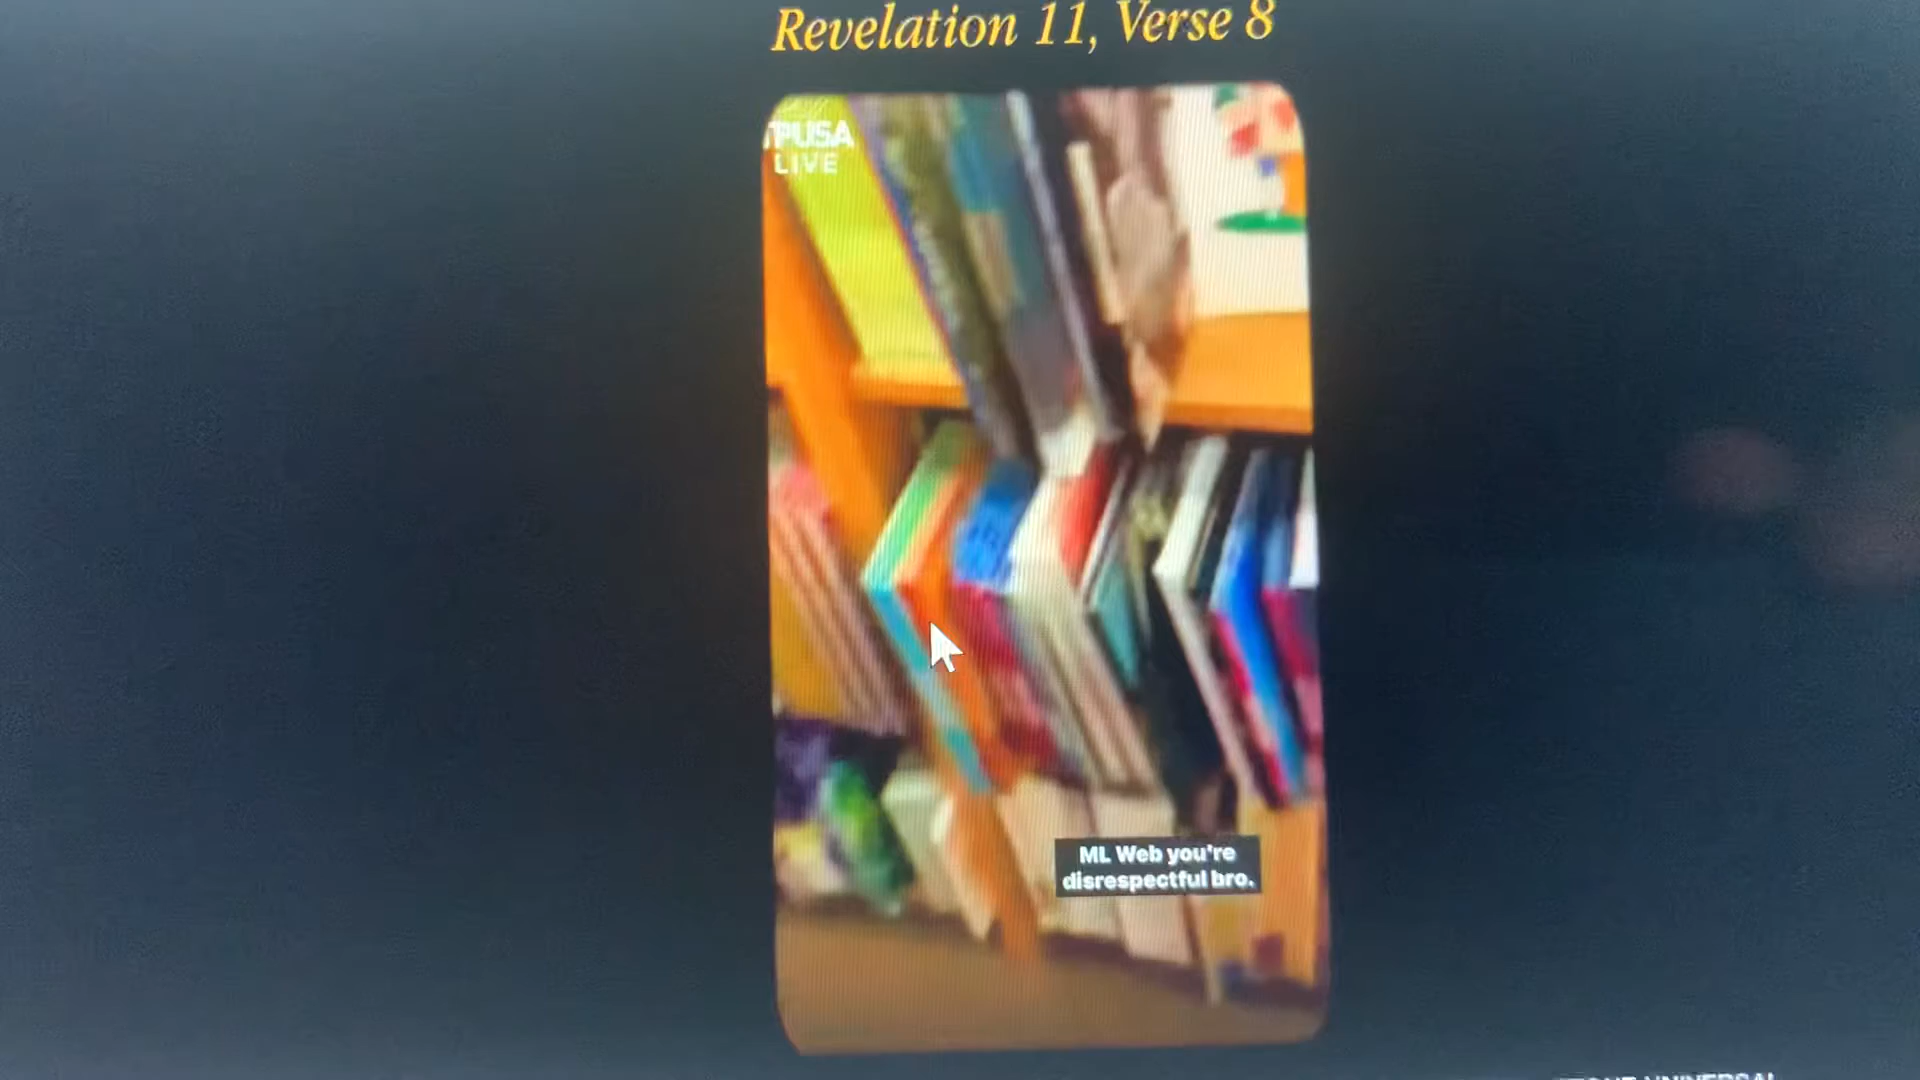 Revelation 11, Verse 8
TPUSA
LIVE
ML Web you're
disrespectful bro.